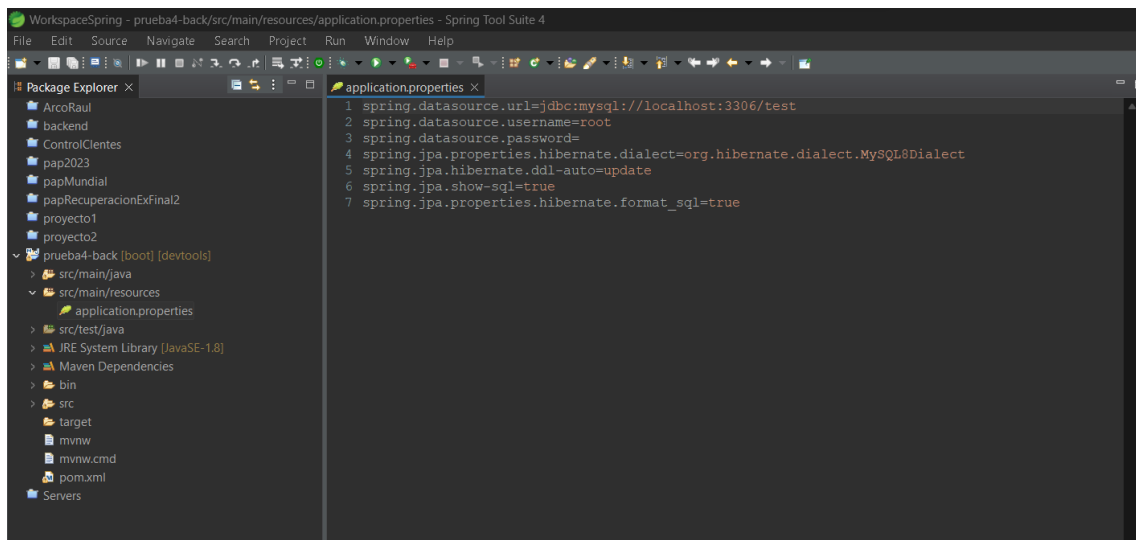 WorkspaceSpring - prueba4-back/src/main/resources/application.properties - Spring Tool Suite 4
File Edit Source Navigate Search Project Run Window Help
Package Explorer
ArcoRaul
backend
ControlClentes
pap2023
papMundial
papRecuperacionExFinal2
proyecto1
proyecto2
prueba4-back [boot] [devtools]
src/main/java
src/main/resources
application.properties
src/test/java
JRE System Library [JavaSE-1.8]
Maven Dependencies
bin
src
target
mvnw
mvnw.cmd
pom.xml
Servers
application.properties
1 spring.datasource.url=jdbc:mysql://localhost:3306/test
2 spring.datasource.username=root
3 spring.datasource.password=
4 spring.jpa.properties.hibernate.dialect=org.hibernate.dialect.MySQL8Dialect
5 spring.jpa.hibernate.ddl-auto=update
6 spring.jpa.show-sql=true
7 spring.jpa.properties.hibernate.format_sql=true